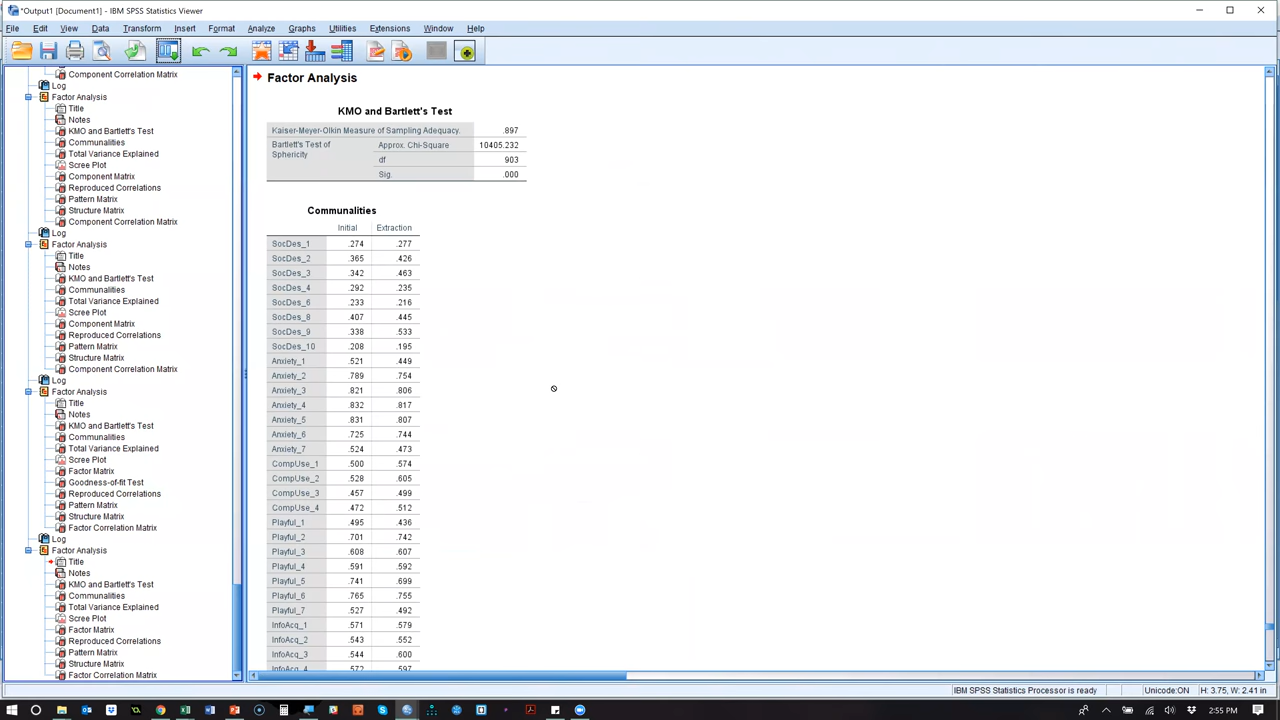 *Output1 [Document1] - IBM SPSS Statistics Viewer
File Edit View Data Transform Insert Format Analyze Graphs Utilities Extensions Window Help
Component Correlation Matrix
Log
Factor Analysis
Title
Notes
KMO and Bartlett's Test
Communalities
Total Variance Explained
Scree Plot
Component Matrix
Reproduced Correlations
Pattern Matrix
Structure Matrix
Component Correlation Matrix
Log
Factor Analysis
Title
Notes
KMO and Bartlett's Test
Communalities
Total Variance Explained
Scree Plot
Component Matrix
Reproduced Correlations
Pattern Matrix
Structure Matrix
Component Correlation Matrix
Log
Factor Analysis
Title
Notes
KMO and Bartlett's Test
Communalities
Total Variance Explained
Scree Plot
Factor Matrix
Goodness-of-fit Test
Reproduced Correlations
Pattern Matrix
Structure Matrix
Factor Correlation Matrix
Log
Factor Analysis
Title
Notes
KMO and Bartlett's Test
Communalities
Total Variance Explained
Scree Plot
Factor Matrix
Reproduced Correlations
Pattern Matrix
Structure Matrix
Factor Correlation Matrix
Factor Analysis
KMO and Bartlett's Test
Kaiser-Meyer-Olkin Measure of Sampling Adequacy. .897
Bartlett's Test of Sphericity Approx. Chi-Square 10405.232
df 903
Sig. .000
Communalities
Initial Extraction
SocDes_1 .274 .277
SocDes_2 .365 .426
SocDes_3 .342 .463
SocDes_4 .292 .235
SocDes_6 .233 .216
SocDes_8 .407 .445
SocDes_9 .338 .533
SocDes_10 .208 .195
Anxiety_1 .521 .449
Anxiety_2 .789 .754
Anxiety_3 .821 .806
Anxiety_4 .832 .817
Anxiety_5 .831 .807
Anxiety_6 .725 .744
Anxiety_7 .524 .473
CompUse_1 .500 .574
CompUse_2 .528 .605
CompUse_3 .457 .499
CompUse_4 .472 .512
Playful_1 .495 .436
Playful_2 .701 .742
Playful_3 .608 .607
Playful_4 .591 .592
Playful_5 .741 .699
Playful_6 .765 .755
Playful_7 .527 .492
InfoAcq_1 .571 .579
InfoAcq_2 .543 .552
InfoAcq_3 .544 .600
InfoAcq_4 .572 .597
IBM SPSS Statistics Processor is ready Unicode:ON H: 3.75, W: 2.41 in
2:55 PM